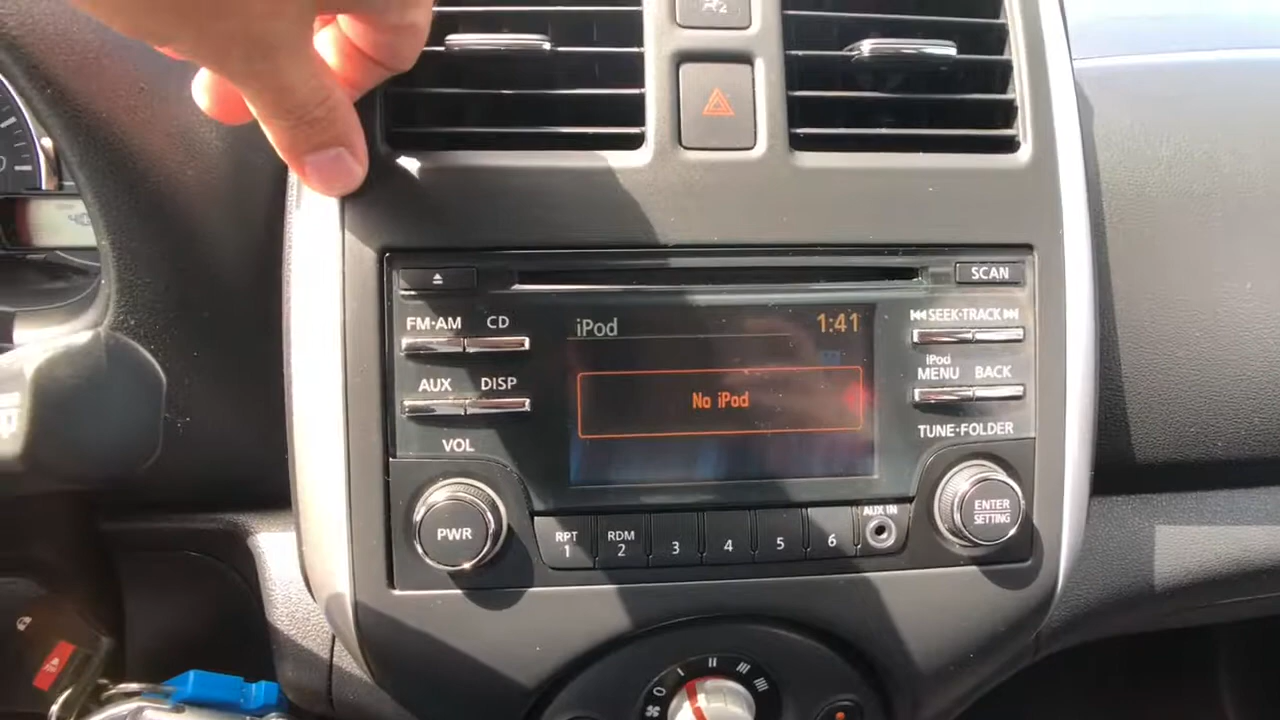 SCAN
FM·AM CD
iPod 1:41
SEEK·TRACK
iPod
MENU BACK
AUX DISP
No iPod
VOL
TUNE·FOLDER
PWR
ENTER
SETTING
RPT
1
RDM
2
3
4
5
6
AUX IN
0